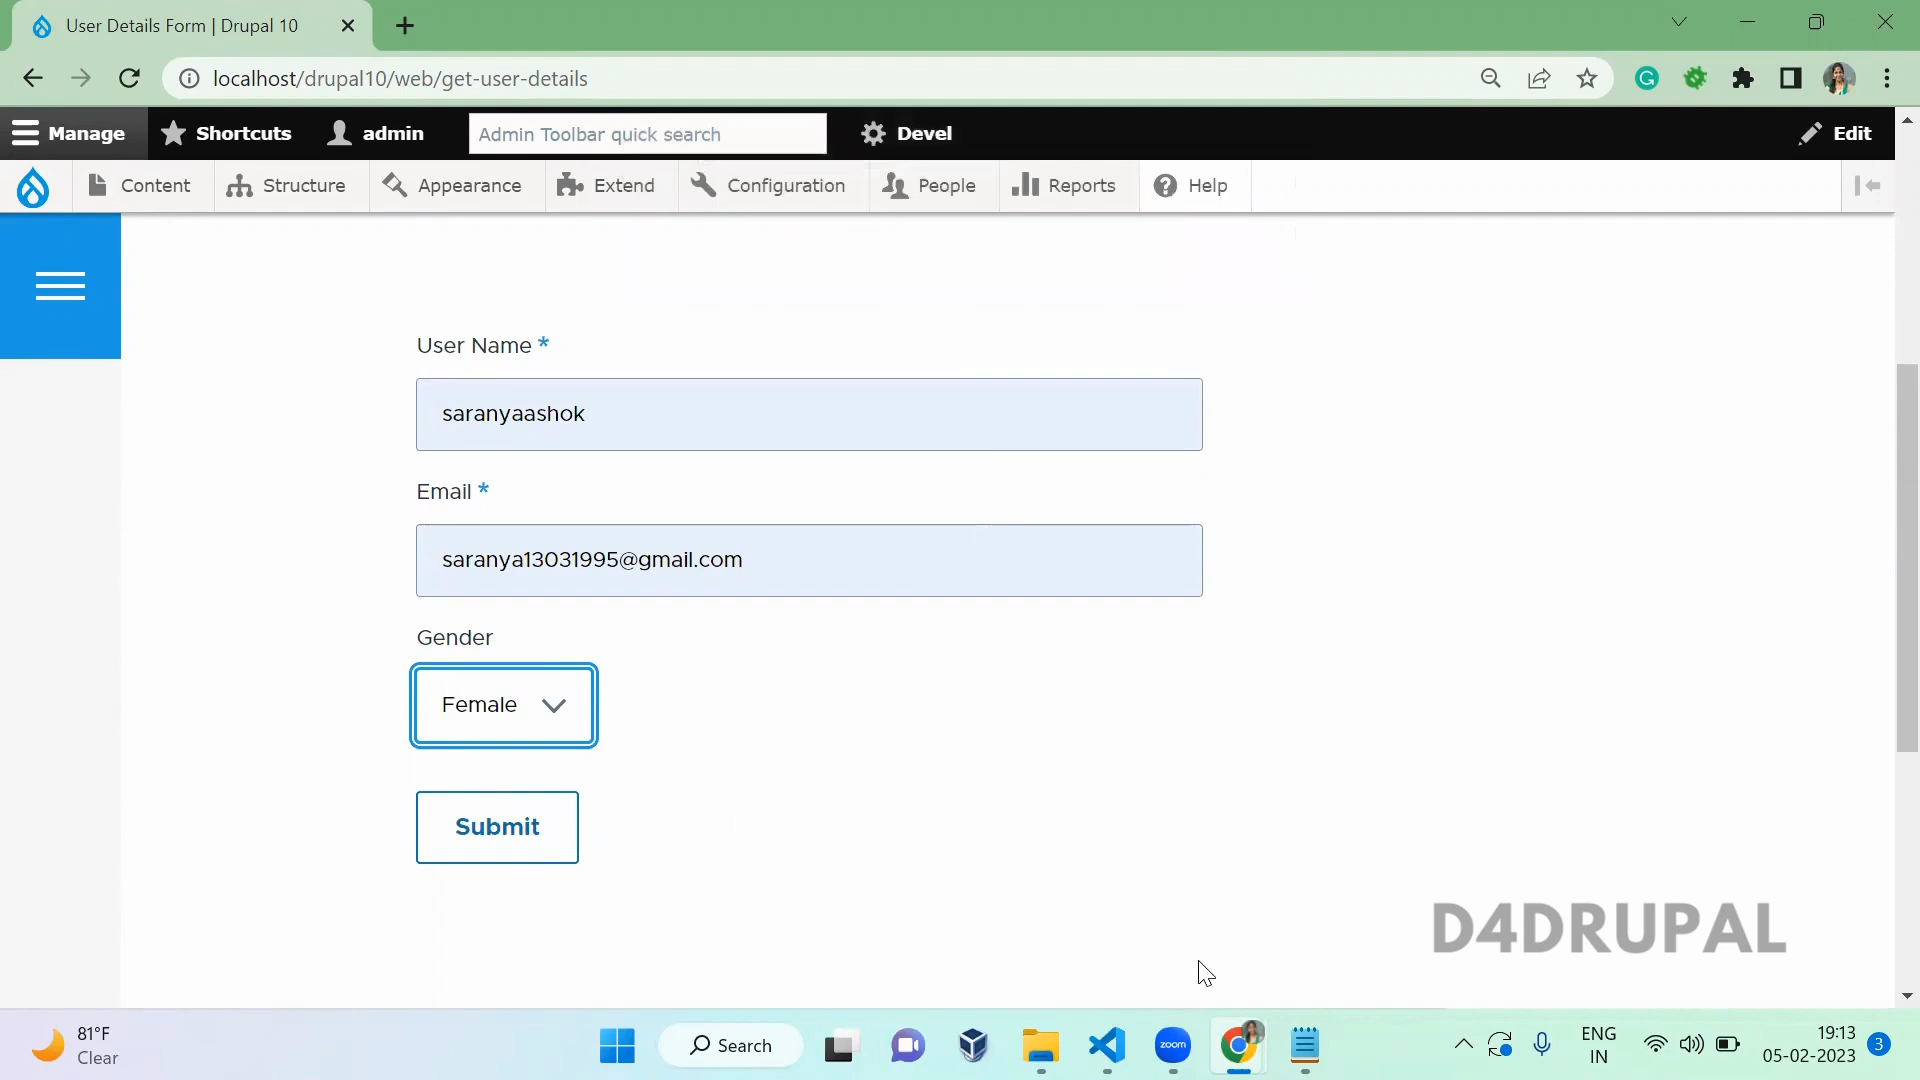 User Details Form | Drupal 10
localhost/drupal10/web/get-user-details
Manage Shortcuts admin Admin Toolbar quick search Devel Edit
Content Structure Appearance Extend Configuration People Reports Help
User Name *
saranyaashok
Email *
saranya13031995@gmail.com
Gender
Female
Submit
D4DRUPAL
81°F
Clear
Search
zoom
ENG
IN
19:13
05-02-2023
3